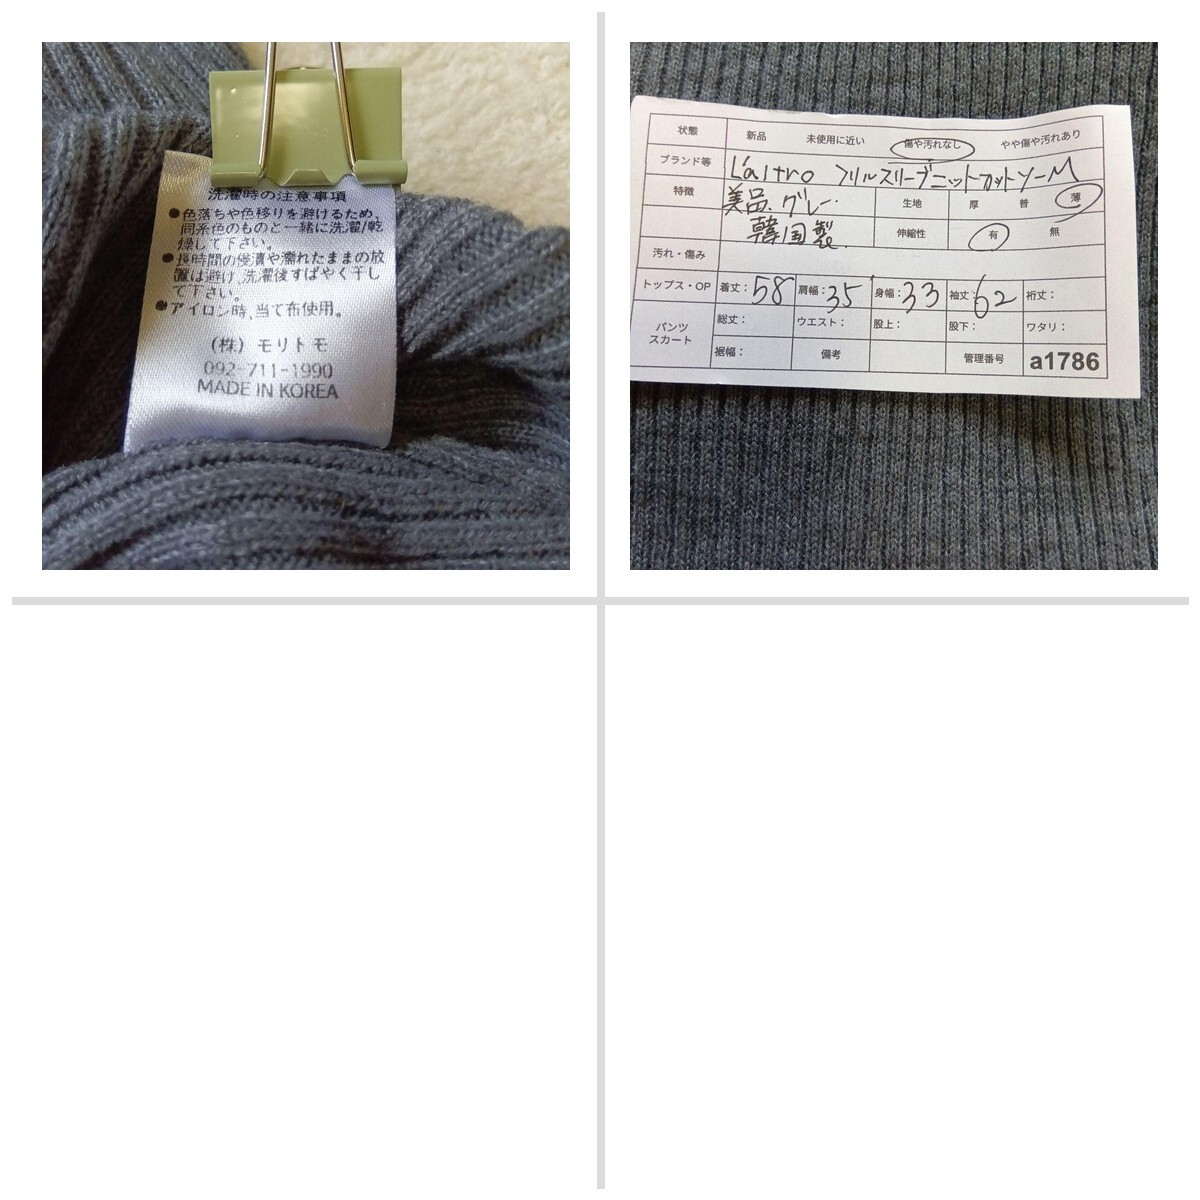 洗濯時の注意事項
●色落ちや色移りを避けるため、
同系色のものと一緒に洗濯/乾
燥して下さい。
●長時間の浸漬や濡れたままの放
置は避け、洗濯後すばやく干し
て下さい。
●アイロン時、当て布使用。
(株) モリトモ
092-711-1990
MADE IN KOREA
状態 新品 未使用に近い 傷や汚れなし やや傷や汚れあり
ブランド等 L'altro フリルスリーブニットカットソーM
特徴 美品.グレー. 生地 厚 普 薄
韓国製. 伸縮性 有 無
汚れ・傷み
トップス・OP 着丈：58 肩幅：35 身幅：33 袖丈：62 裄丈：
パンツ スカート 総丈： ウエスト： 股上： 股下： ワタリ：
裾幅： 備考 管理番号 a1786